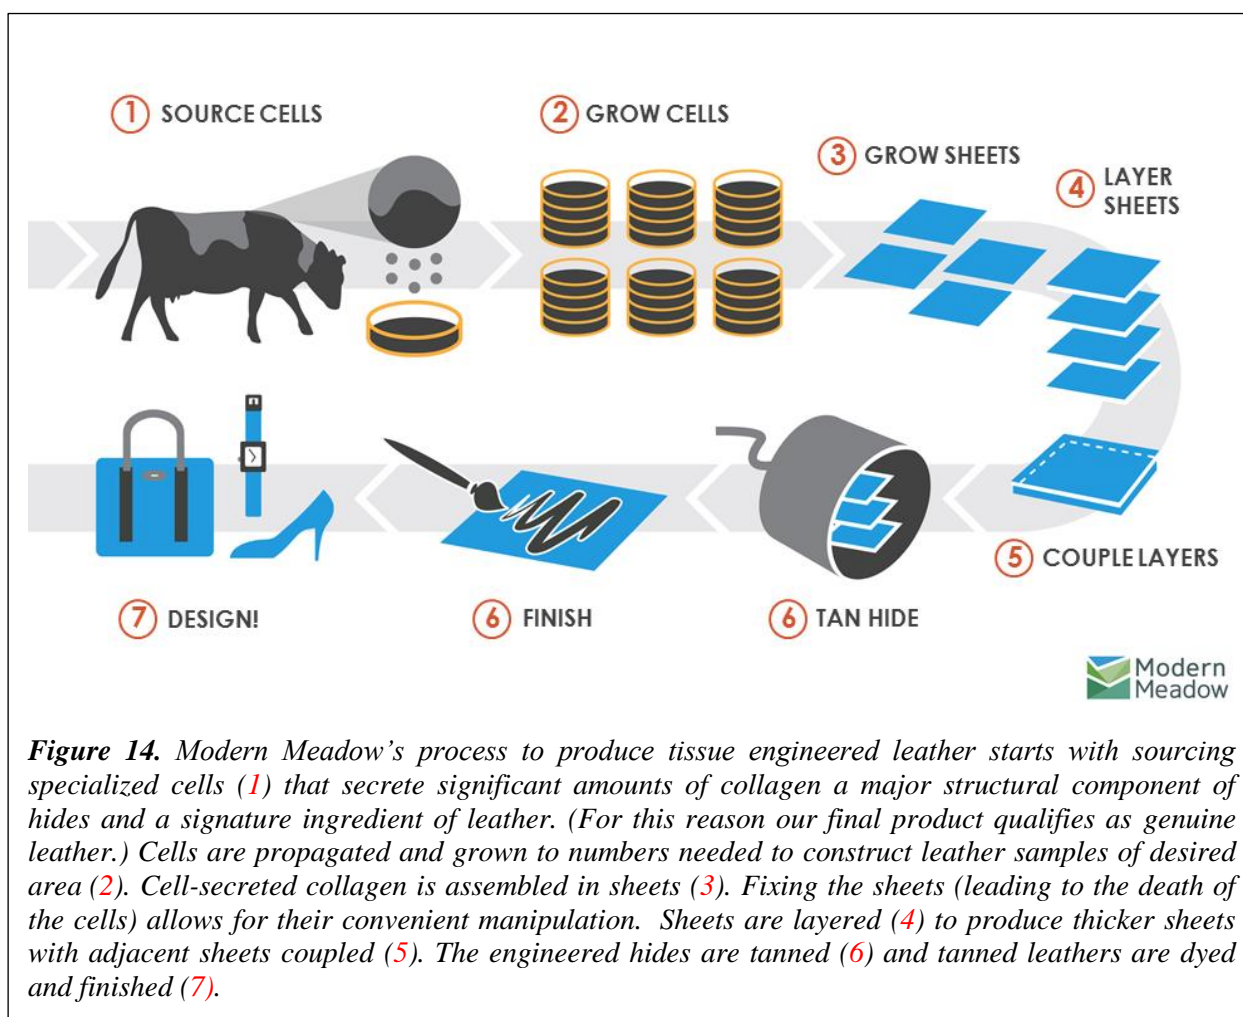 1 SOURCE CELLS
2 GROW CELLS
3 GROW SHEETS
4 LAYER
SHEETS
5 COUPLE LAYERS
6 TAN HIDE
6 FINISH
7 DESIGN!
Modern
Meadow
Figure 14. Modern Meadow’s process to produce tissue engineered leather starts with sourcing
specialized cells (1) that secrete significant amounts of collagen a major structural component of
hides and a signature ingredient of leather. (For this reason our final product qualifies as genuine
leather.) Cells are propagated and grown to numbers needed to construct leather samples of desired
area (2). Cell-secreted collagen is assembled in sheets (3). Fixing the sheets (leading to the death of
the cells) allows for their convenient manipulation. Sheets are layered (4) to produce thicker sheets
with adjacent sheets coupled (5). The engineered hides are tanned (6) and tanned leathers are dyed
and finished (7).